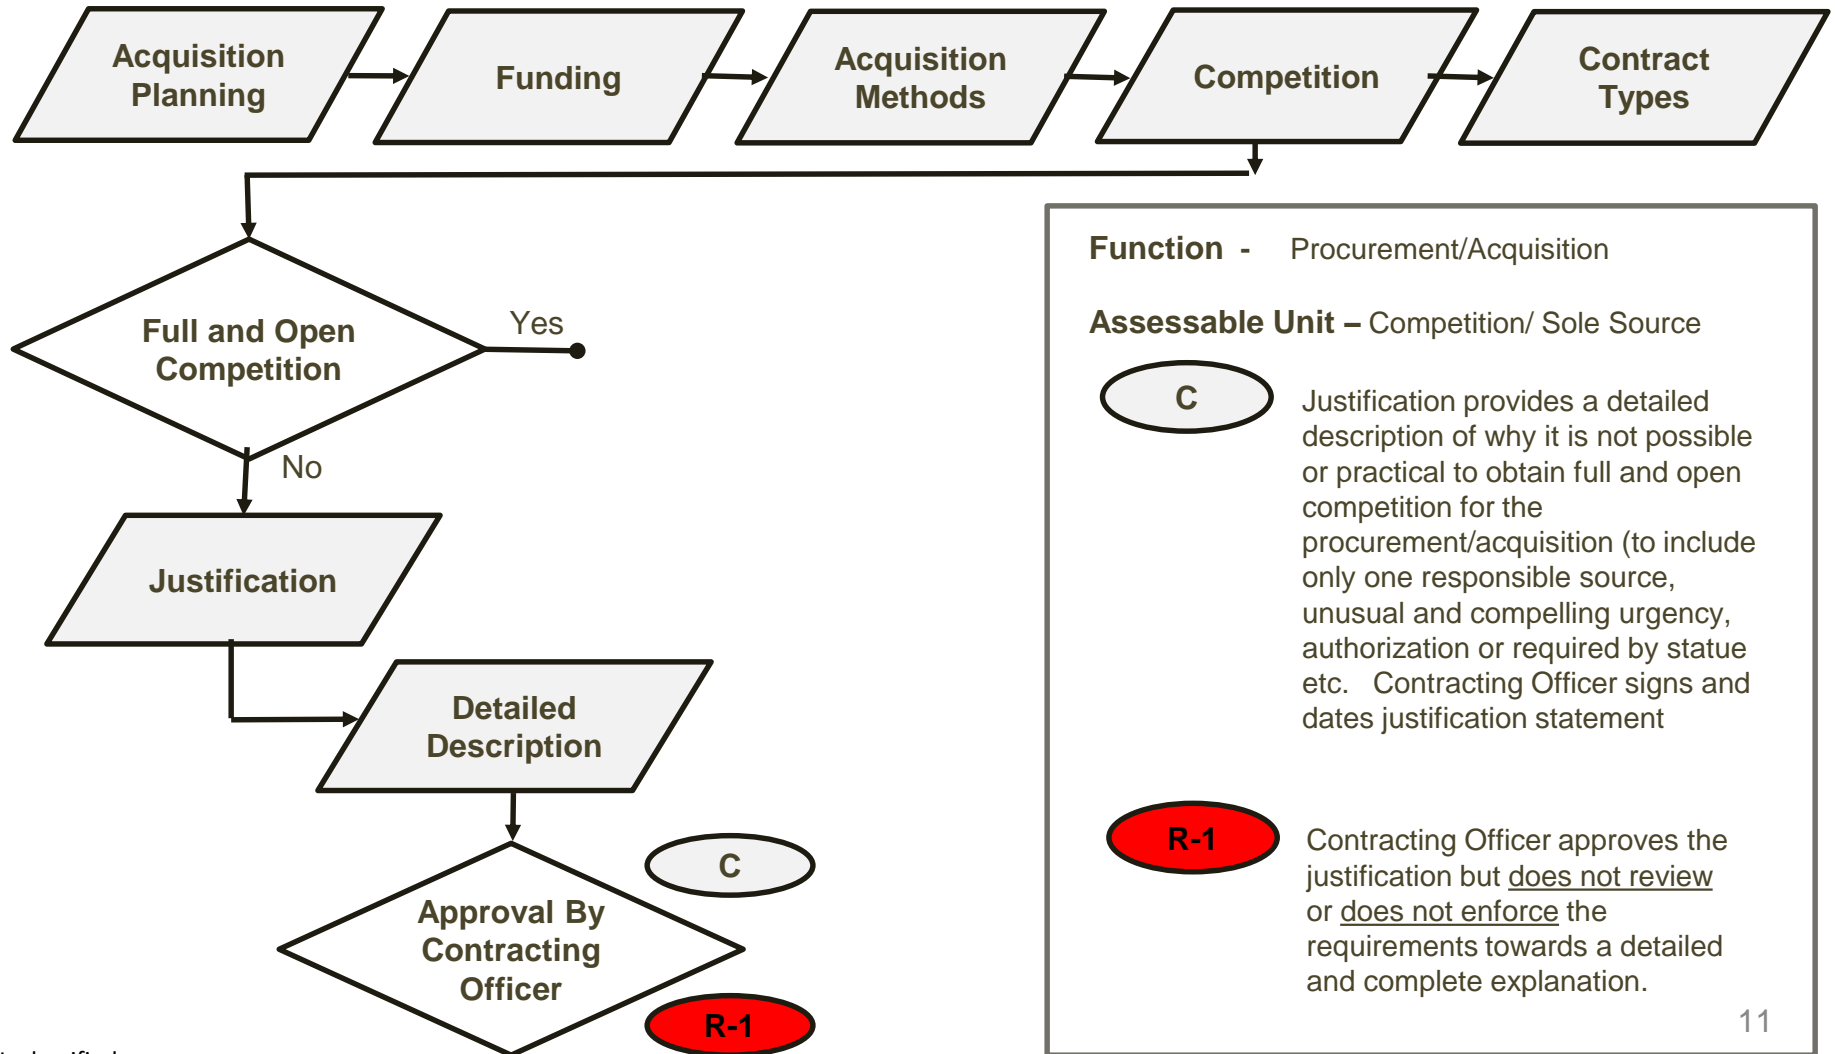 Acquisition
Planning
Funding
Acquisition
Methods
Competition
Contract
Types
Full and Open
Competition
Yes
No
Justification
Detailed
Description
C
Approval By
Contracting
Officer
R-1
Function - Procurement/Acquisition
Assessable Unit – Competition/ Sole Source
C
Justification provides a detailed
description of why it is not possible
or practical to obtain full and open
competition for the
procurement/acquisition (to include
only one responsible source,
unusual and compelling urgency,
authorization or required by statue
etc.   Contracting Officer signs and
dates justification statement
R-1
Contracting Officer approves the
justification but does not review
or does not enforce the
requirements towards a detailed
and complete explanation.
11